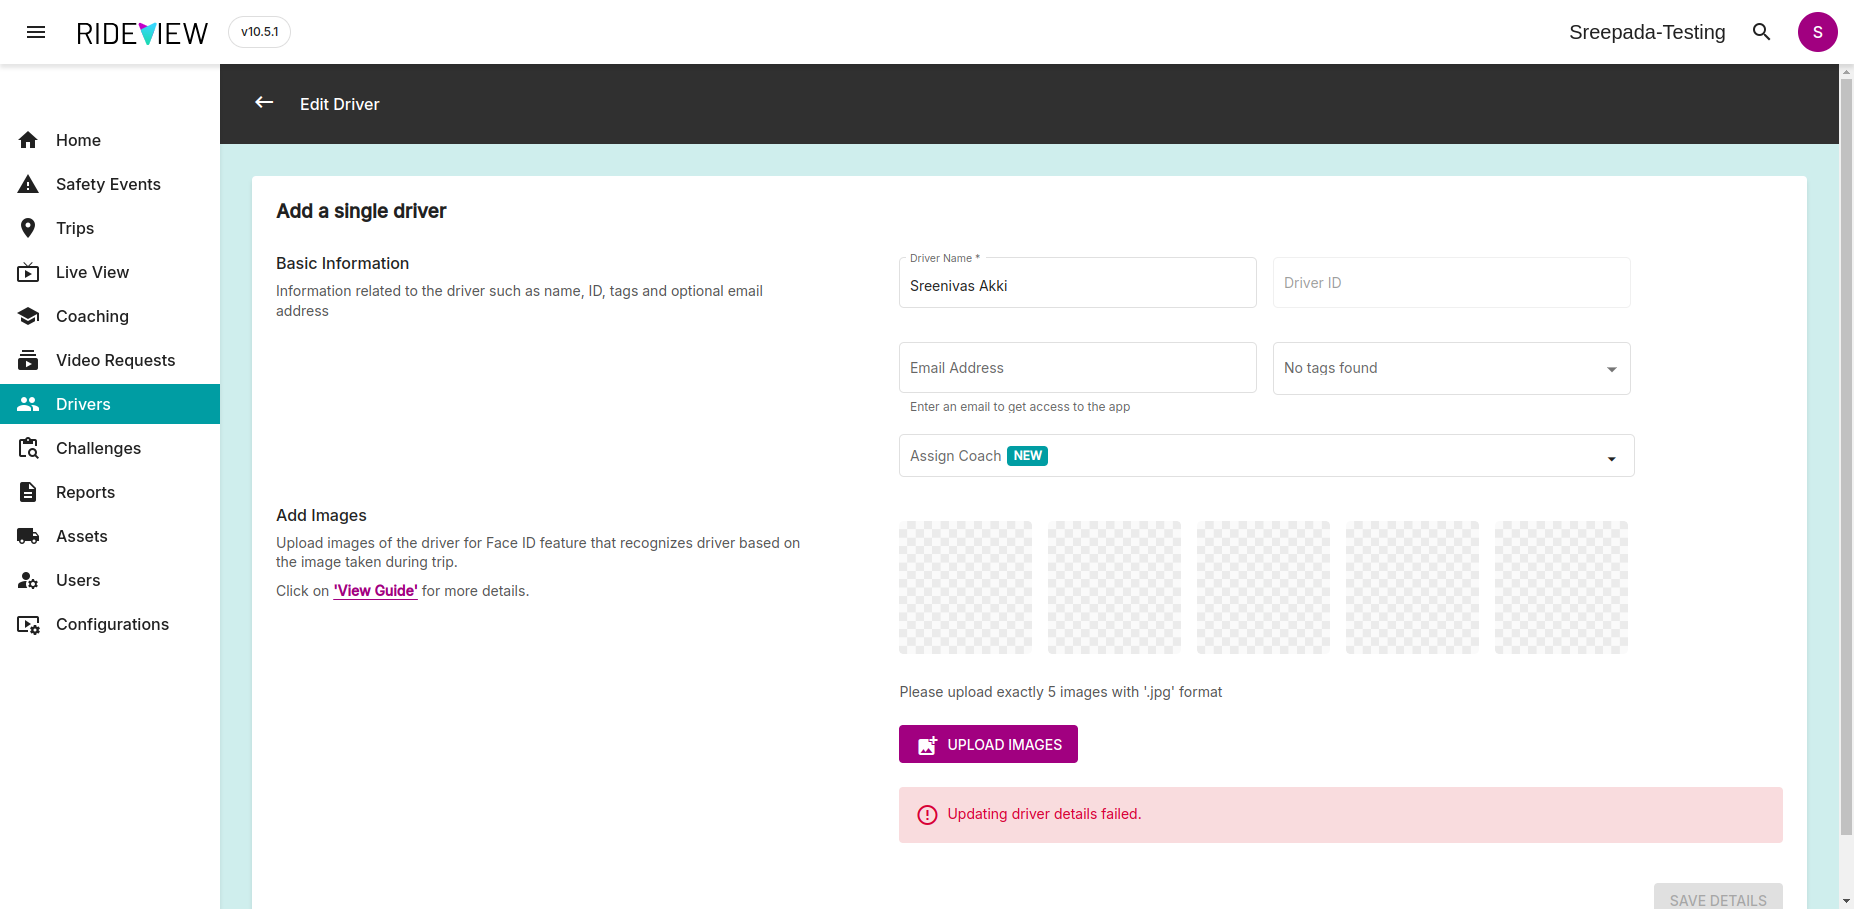 RIDEVIEW
v10.5.1
Sreepada-Testing
S
Edit Driver
Home
Safety Events
Trips
Live View
Coaching
Video Requests
Drivers
Challenges
Reports
Assets
Users
Configurations
Add a single driver
Basic Information
Information related to the driver such as name, ID, tags and optional email
address
Driver Name *
Sreenivas Akki
Driver ID
Email Address
No tags found
Enter an email to get access to the app
Assign Coach NEW
Add Images
Upload images of the driver for Face ID feature that recognizes driver based on
the image taken during trip.
Click on 'View Guide' for more details.
Please upload exactly 5 images with '.jpg' format
UPLOAD IMAGES
Updating driver details failed.
SAVE DETAILS